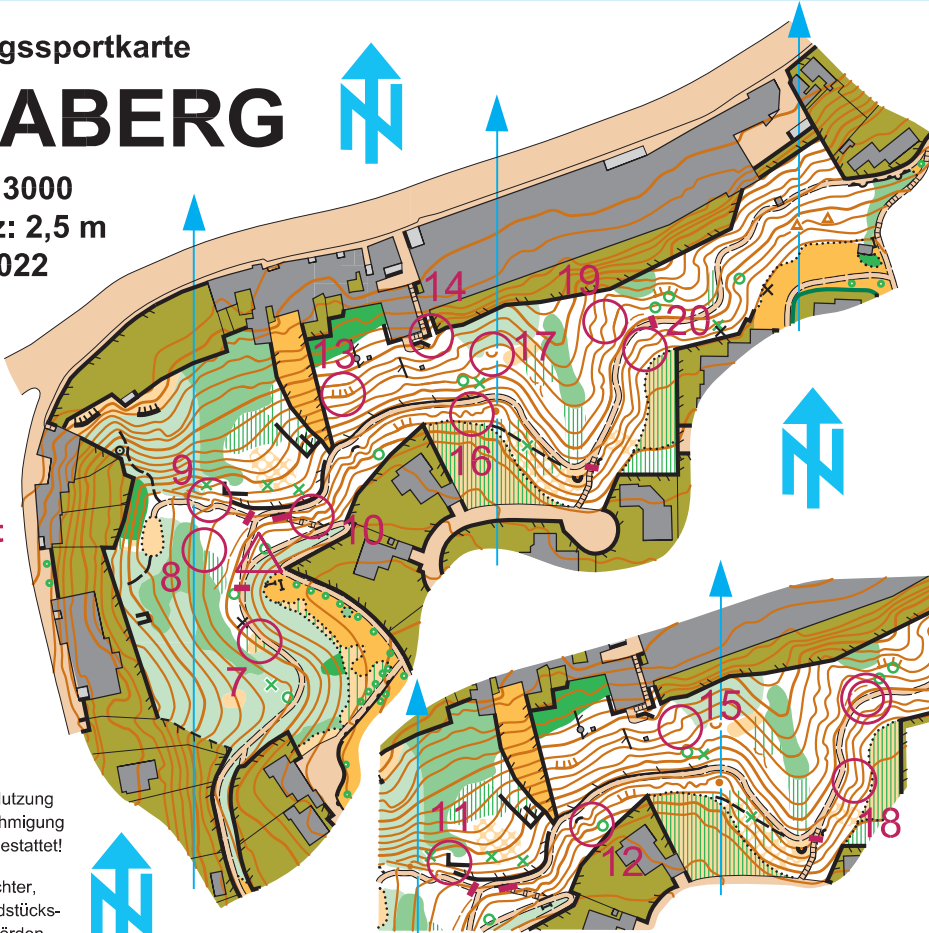 gssportkarte
ABERG
3000
z: 2,5 m
022
14
19
20
17
13
16
9
10
8
7
15
11
12
18
lutzung
hmigung
estattet!
chter,
dstücks-